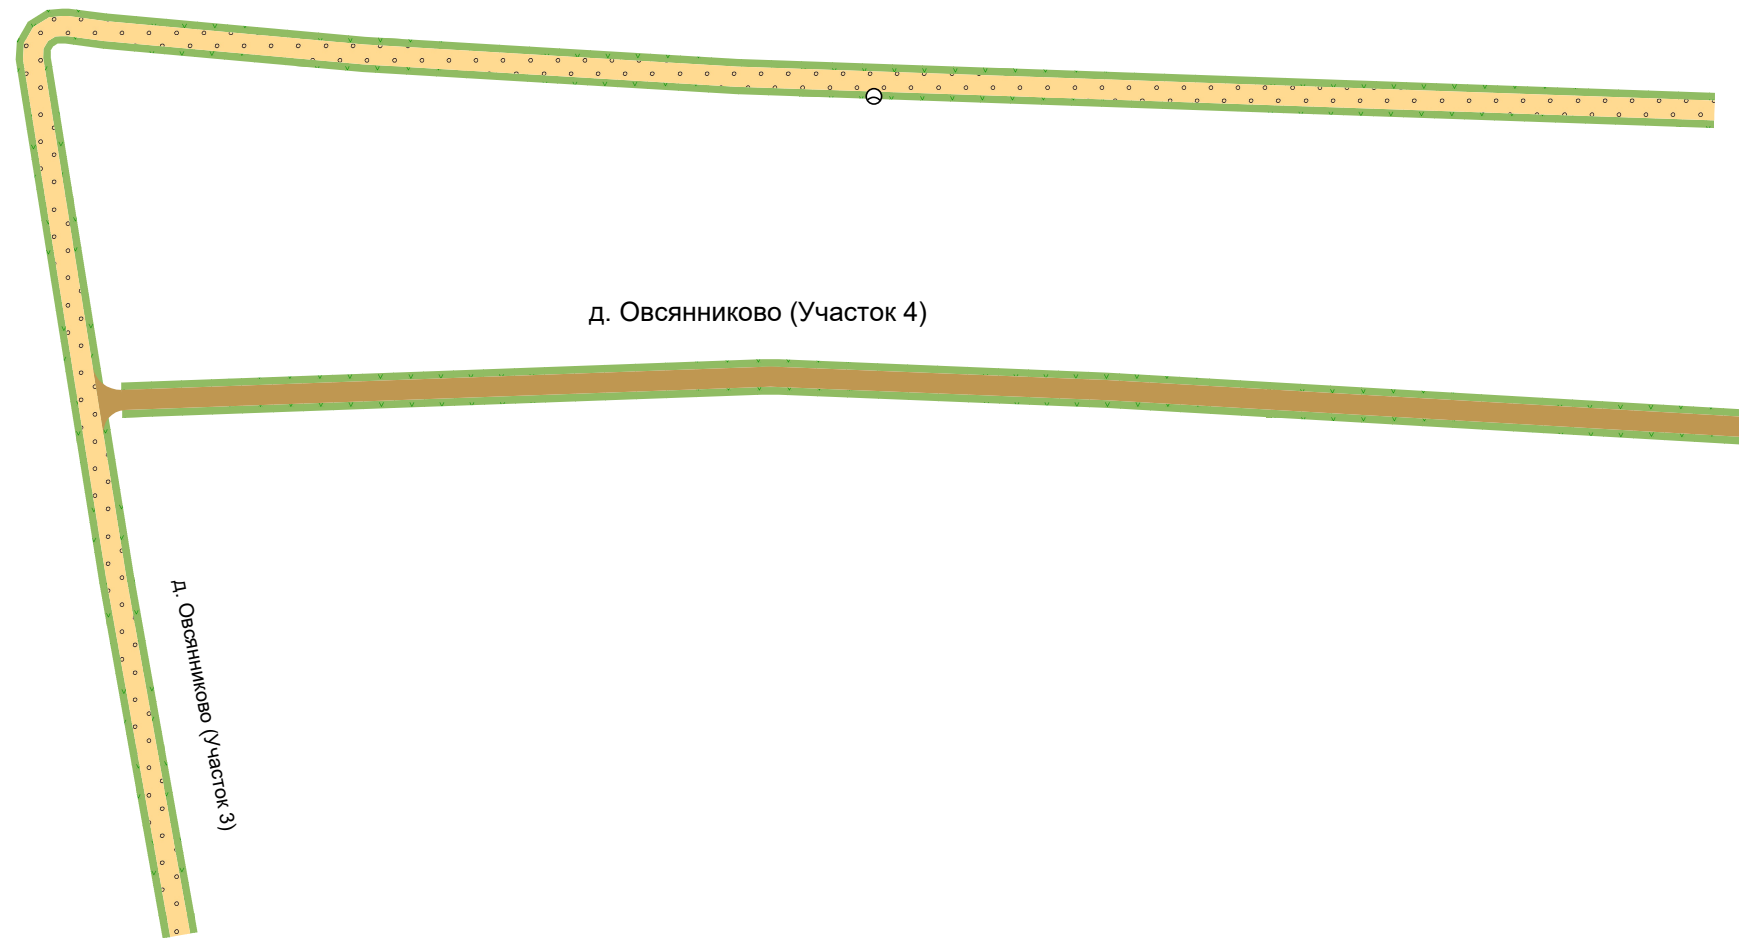 д. Овсянниково (Участок 4)
д. Овсянниково (Участок 3)